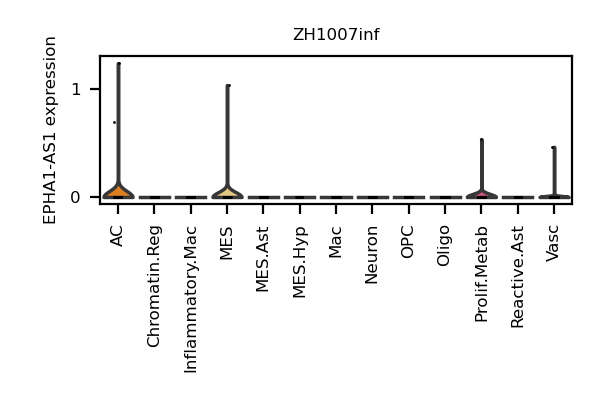 ZH1007inf
EPHA1-AS1 expression
1
0
AC
Chromatin.Reg
Inflammatory.Mac
MES
MES.Ast
MES.Hyp
Mac
Neuron
OPC
Oligo
Prolif.Metab
Reactive.Ast
Vasc